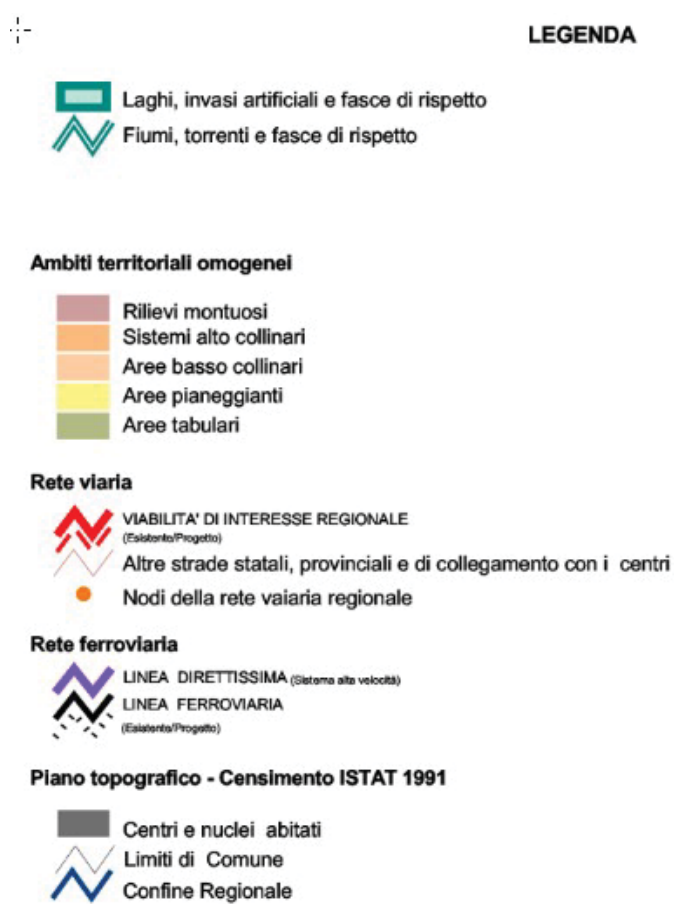 LEGENDA
Laghi, invasi artificiali e fasce di rispetto
Fiumi, torrenti e fasce di rispetto
Ambiti territoriali omogenei
Rilievi montuosi
Sistemi alto collinari
Aree basso collinari
Aree pianeggianti
Aree tabulari
Rete viaria
VIABILITA' DI INTERESSE REGIONALE
(Esistente/Progetto)
Altre strade statali, provinciali e di collegamento con i centri
Nodi della rete vaiaria regionale
Rete ferroviaria
LINEA DIRETTISSIMA (Sistema alta velocità)
LINEA FERROVIARIA
(Esistente/Progetto)
Piano topografico - Censimento ISTAT 1991
Centri e nuclei abitati
Limiti di Comune
Confine Regionale